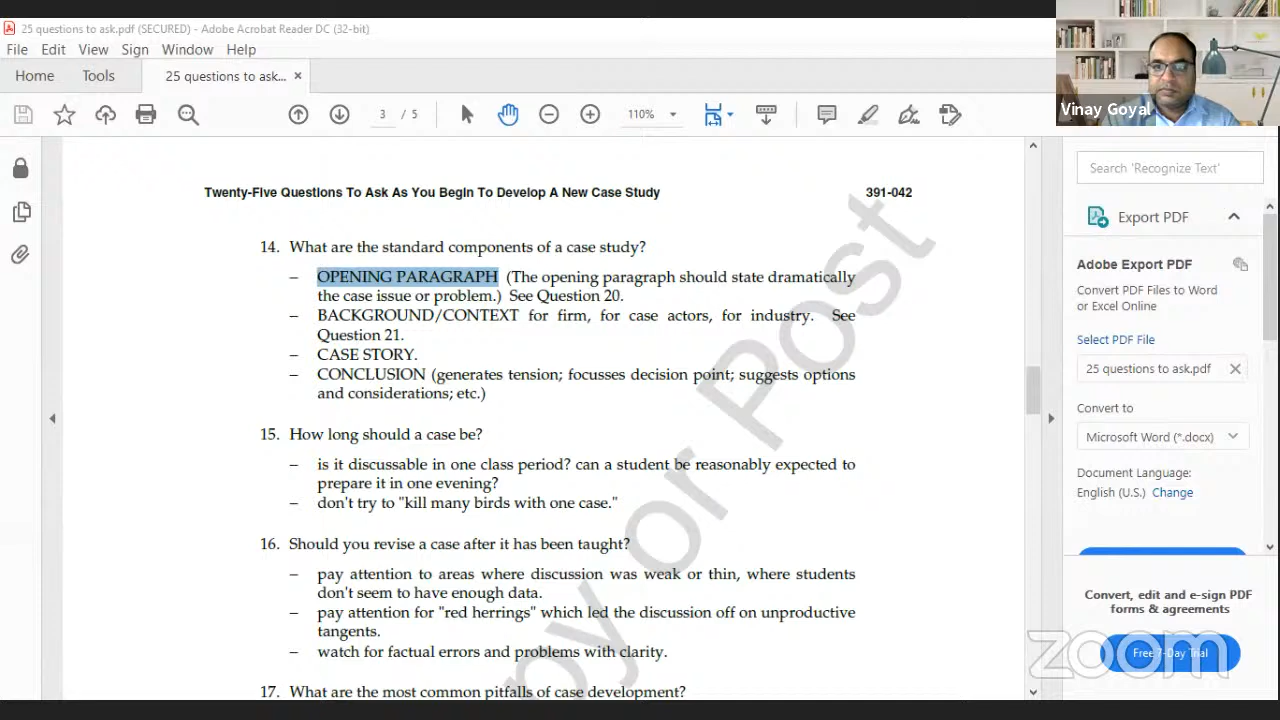 25 questions to ask.pdf (SECURED) - Adobe Acrobat Reader DC (32-bit)
File Edit View Sign Window Help
Home Tools 25 questions to ask... ×
3 / 5 110%
Vinay Goyal
Twenty-Five Questions To Ask As You Begin To Develop A New Case Study 391-042
14. What are the standard components of a case study?
– OPENING PARAGRAPH (The opening paragraph should state dramatically
the case issue or problem.) See Question 20.
– BACKGROUND/CONTEXT for firm, for case actors, for industry. See
Question 21.
– CASE STORY.
– CONCLUSION (generates tension; focusses decision point; suggests options
and considerations; etc.)
15. How long should a case be?
– is it discussable in one class period? can a student be reasonably expected to
prepare it in one evening?
– don't try to "kill many birds with one case."
16. Should you revise a case after it has been taught?
– pay attention to areas where discussion was weak or thin, where students
don't seem to have enough data.
– pay attention for "red herrings" which led the discussion off on unproductive
tangents.
– watch for factual errors and problems with clarity.
17. What are the most common pitfalls of case development?
opy or Post
Search 'Recognize Text'
Export PDF
Adobe Export PDF
Convert PDF Files to Word
or Excel Online
Select PDF File
25 questions to ask.pdf
Convert to
Microsoft Word (*.docx)
Document Language:
English (U.S.) Change
Convert, edit and e-sign PDF
forms & agreements
Free 7-Day Trial
zoom